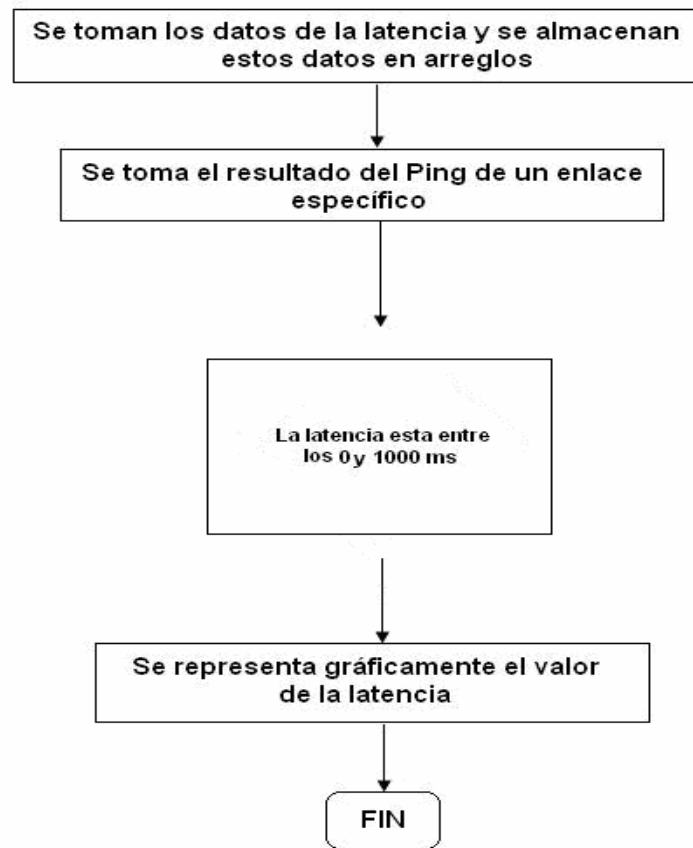 Se toman los datos de la latencia y se almacenan
estos datos en arreglos
Se toma el resultado del Ping de un enlace
específico
La latencia esta entre
los 0 y 1000 ms
Se representa gráficamente el valor
de la latencia
FIN